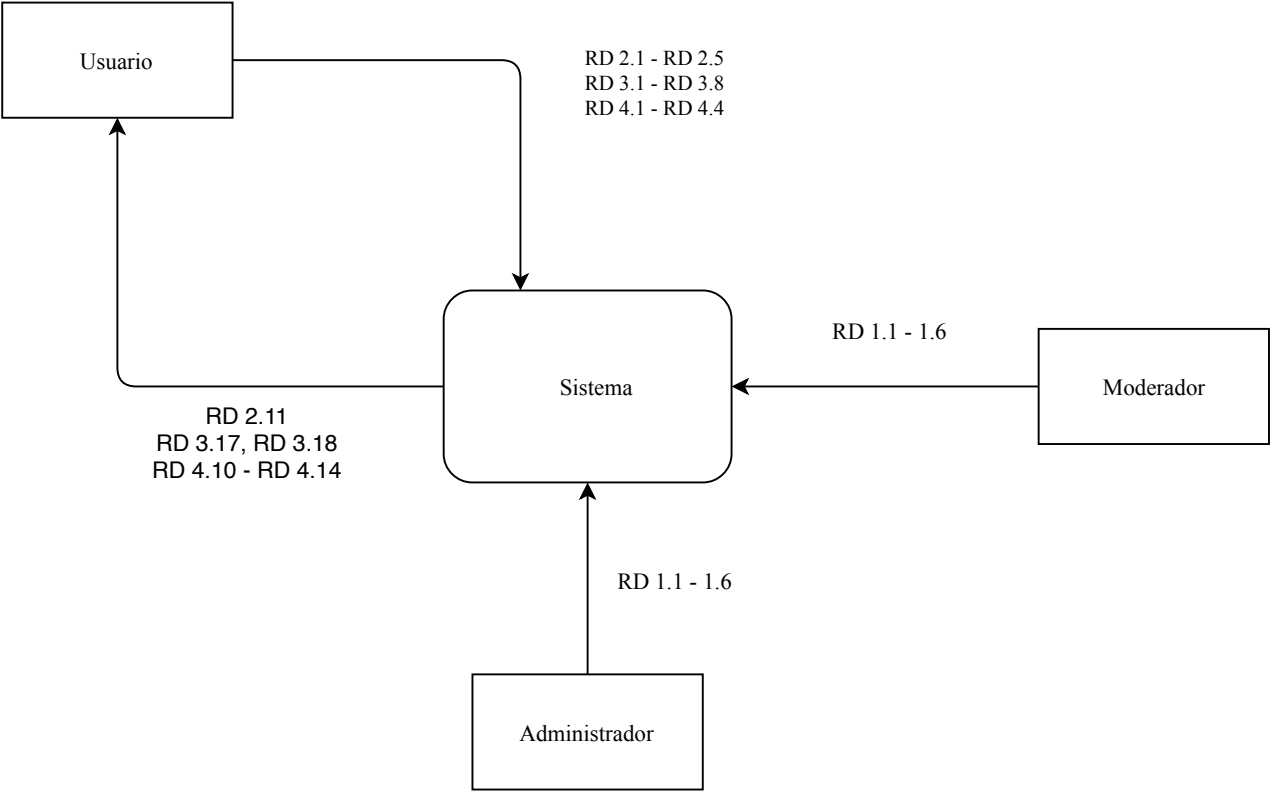 Usuario
RD 2.1 - RD 2.5
RD 3.1 - RD 3.8
RD 4.1 - RD 4.4
RD 1.1 - 1.6
Sistema
Moderador
RD 2.11
RD 3.17, RD 3.18
RD 4.10 - RD 4.14
RD 1.1 - 1.6
Administrador